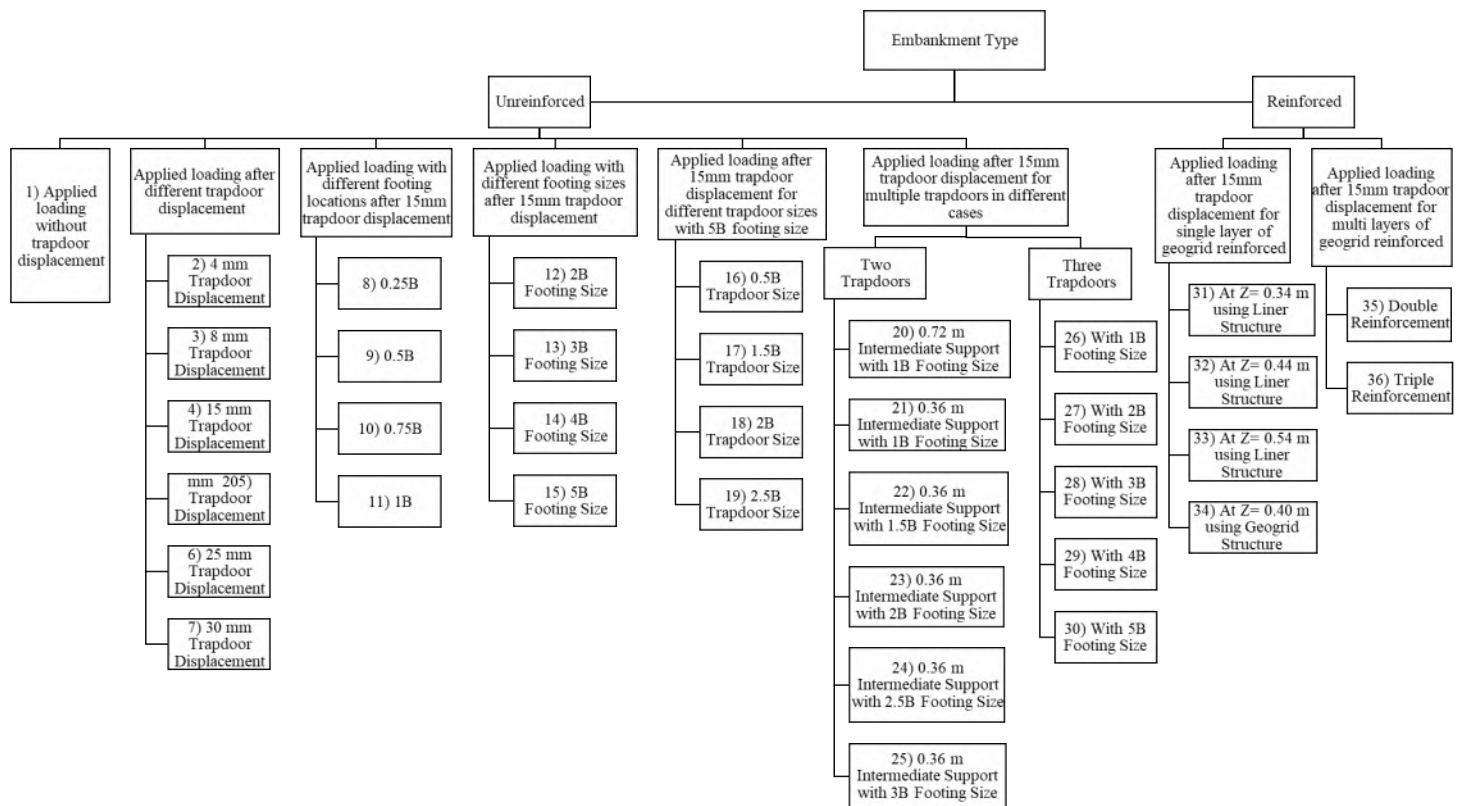 Embankment Type
Unreinforced
Reinforced
1) Applied
loading
without
trapdoor
displacement
Applied loading after
different trapdoor
displacement
2) 4 mm
Trapdoor
Displacement
3) 8 mm
Trapdoor
Displacement
4) 15 mm
Trapdoor
Displacement
mm 205)
Trapdoor
Displacement
6) 25 mm
Trapdoor
Displacement
7) 30 mm
Trapdoor
Displacement
Applied loading with
different footing
locations after 15mm
trapdoor displacement
8) 0.25B
9) 0.5B
10) 0.75B
11) 1B
Applied loading with
different footing sizes
after 15mm trapdoor
displacement
12) 2B
Footing Size
13) 3B
Footing Size
14) 4B
Footing Size
15) 5B
Footing Size
Applied loading after
15mm trapdoor
displacement for
different trapdoor sizes
with 5B footing size
16) 0.5B
Trapdoor Size
17) 1.5B
Trapdoor Size
18) 2B
Trapdoor Size
19) 2.5B
Trapdoor Size
Applied loading after 15mm
trapdoor displacement for
multiple trapdoors in different
cases
Two
Trapdoors
20) 0.72 m
Intermediate Support
with 1B Footing Size
21) 0.36 m
Intermediate Support
with 1B Footing Size
22) 0.36 m
Intermediate Support
with 1.5B Footing Size
23) 0.36 m
Intermediate Support
with 2B Footing Size
24) 0.36 m
Intermediate Support
with 2.5B Footing Size
25) 0.36 m
Intermediate Support
with 3B Footing Size
Three
Trapdoors
26) With 1B
Footing Size
27) With 2B
Footing Size
28) With 3B
Footing Size
29) With 4B
Footing Size
30) With 5B
Footing Size
Applied loading
after 15mm
trapdoor
displacement for
single layer of
geogrid reinforced
31) At Z= 0.34 m
using Liner
Structure
32) At Z= 0.44 m
using Liner
Structure
33) At Z= 0.54 m
using Liner
Structure
34) At Z= 0.40 m
using Geogrid
Structure
Applied loading
after 15mm trapdoor
displacement for
multi layers of
geogrid reinforced
35) Double
Reinforcement
36) Triple
Reinforcement